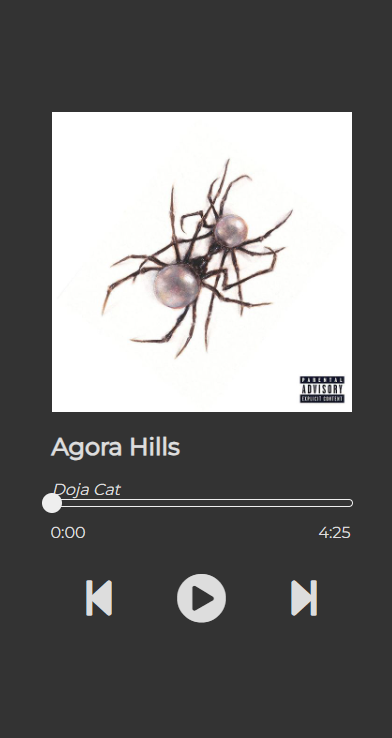 PARENTAL
ADVISORY
EXPLICIT CONTENT
Agora Hills
Doja Cat
0:00 4:25